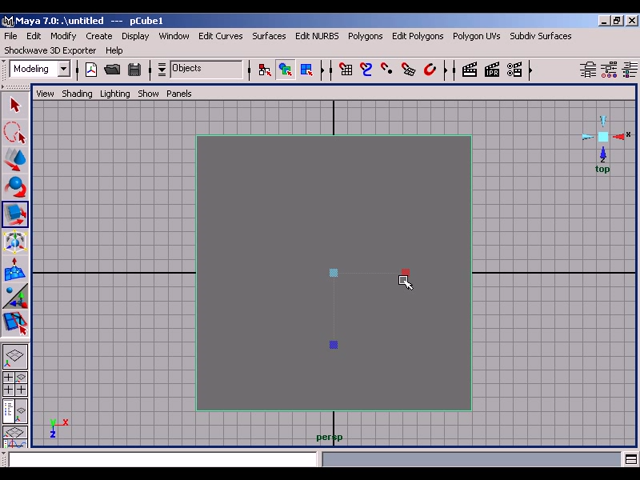 Maya 7.0: .\untitled --- pCube1
File Edit Modify Create Display Window Edit Curves Surfaces Edit NURBS Polygons Edit Polygons Polygon UVs Subdiv Surfaces
Shockwave 3D Exporter Help
Modeling Objects
View Shading Lighting Show Panels
x
z
top
y x
z
persp